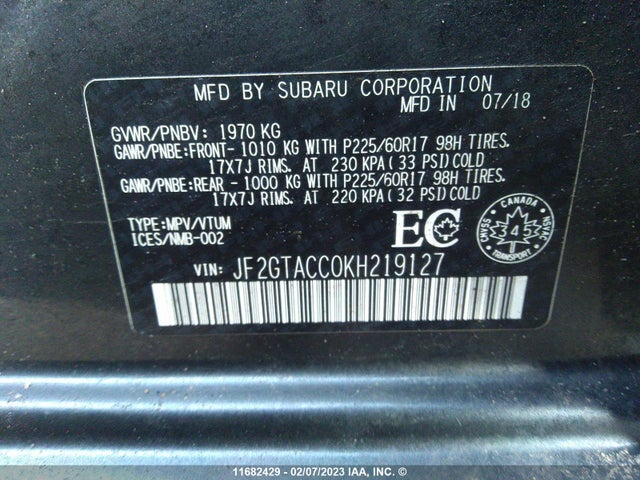 MFD BY SUBARU CORPORATION
MFD IN 07/18
GVWR/PNBV: 1970 KG
GAWR/PNBE:FRONT- 1010 KG WITH P225/60R17 98H TIRES.
17X7J RIMS. AT 230 KPA(33 PSI)COLD
GAWR/PNBE:REAR - 1000 KG WITH P225/60R17 98H TIRES.
17X7J RIMS. AT 220 KPA(32 PSI)COLD
TYPE:MPV/VTUM
ICES/NMB-002
EC
CANADA
CMVSS 345 NSVAC
TRANSPORT
VIN: JF2GTACC0KH219127
11682429 - 02/07/2023 IAA, INC. ©